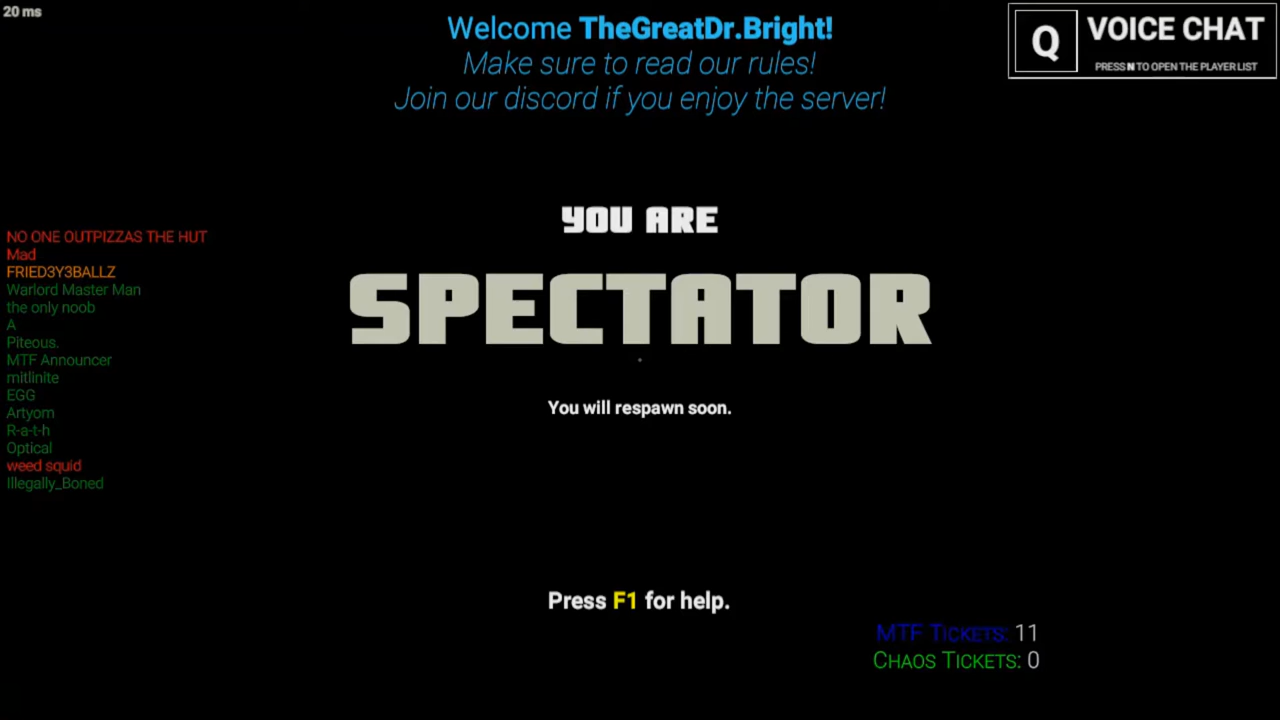 20 ms
Welcome TheGreatDr.Bright!
Make sure to read our rules!
Join our discord if you enjoy the server!
Q
VOICE CHAT
PRESS N TO OPEN THE PLAYER LIST
YOU ARE
SPECTATOR
You will respawn soon.
NO ONE OUTPIZZAS THE HUT
Mad
FRIED3Y3BALLZ
Warlord Master Man
the only noob
A
Piteous.
MTF Announcer
mitlinite
EGG
Artyom
R-a-t-h
Optical
weed squid
Illegally_Boned
Press F1 for help.
MTF TICKETS: 11
CHAOS TICKETS: 0